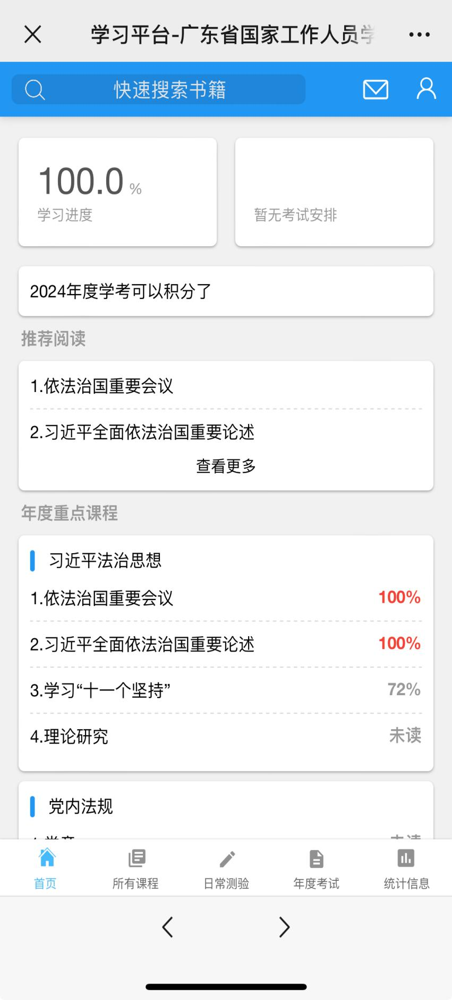 学习平台-广东省国家工作人员学
快速搜索书籍
100.0 %
学习进度
暂无考试安排
2024年度学考可以积分了
推荐阅读
1.依法治国重要会议
2.习近平全面依法治国重要论述
查看更多
年度重点课程
习近平法治思想
1.依法治国重要会议 100%
2.习近平全面依法治国重要论述 100%
3.学习“十一个坚持” 72%
4.理论研究 未读
党内法规
首页 所有课程 日常测验 年度考试 统计信息